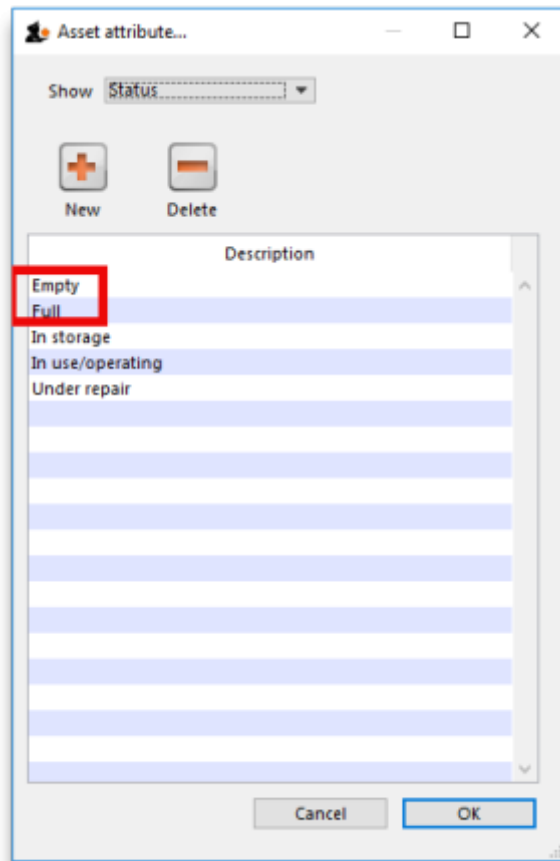 Asset attribute...
Show Status
New Delete
Description
Empty
Full
In storage
In use/operating
Under repair
Cancel OK